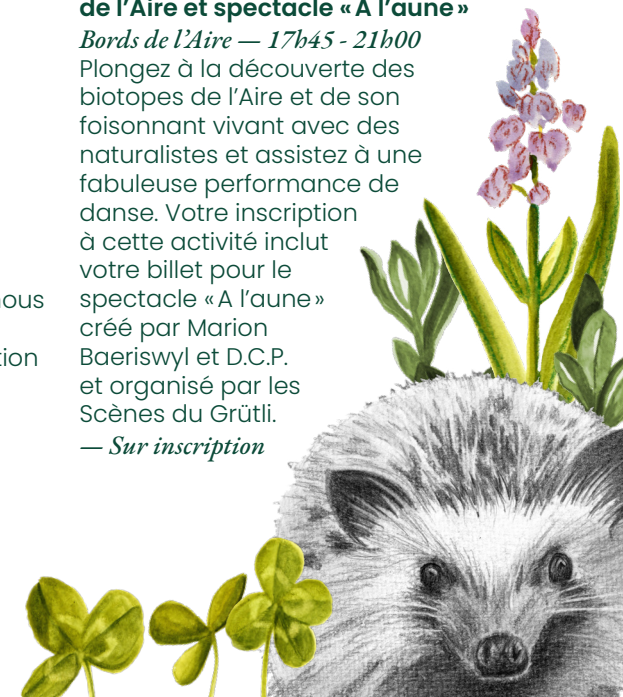 de l’Aire et spectacle «A l’aune»
Bords de l’Aire — 17h45 - 21h00
Plongez à la découverte des
biotopes de l’Aire et de son
foisonnant vivant avec des
naturalistes et assistez à une
fabuleuse performance de
danse. Votre inscription
à cette activité inclut
votre billet pour le
spectacle «A l’aune»
créé par Marion
Baeriswyl et D.C.P.
et organisé par les
Scènes du Grütli.
— Sur inscription